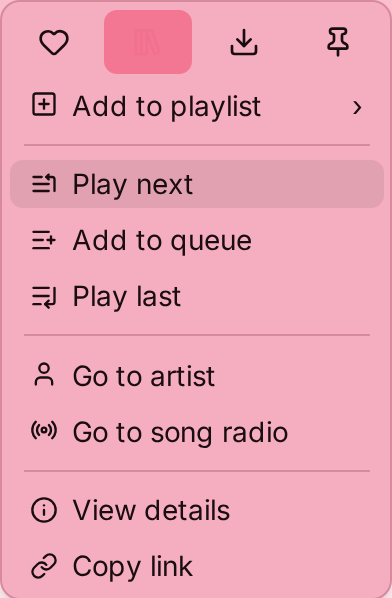 Add to playlist
Play next
Add to queue
Play last
Go to artist
Go to song radio
View details
Copy link